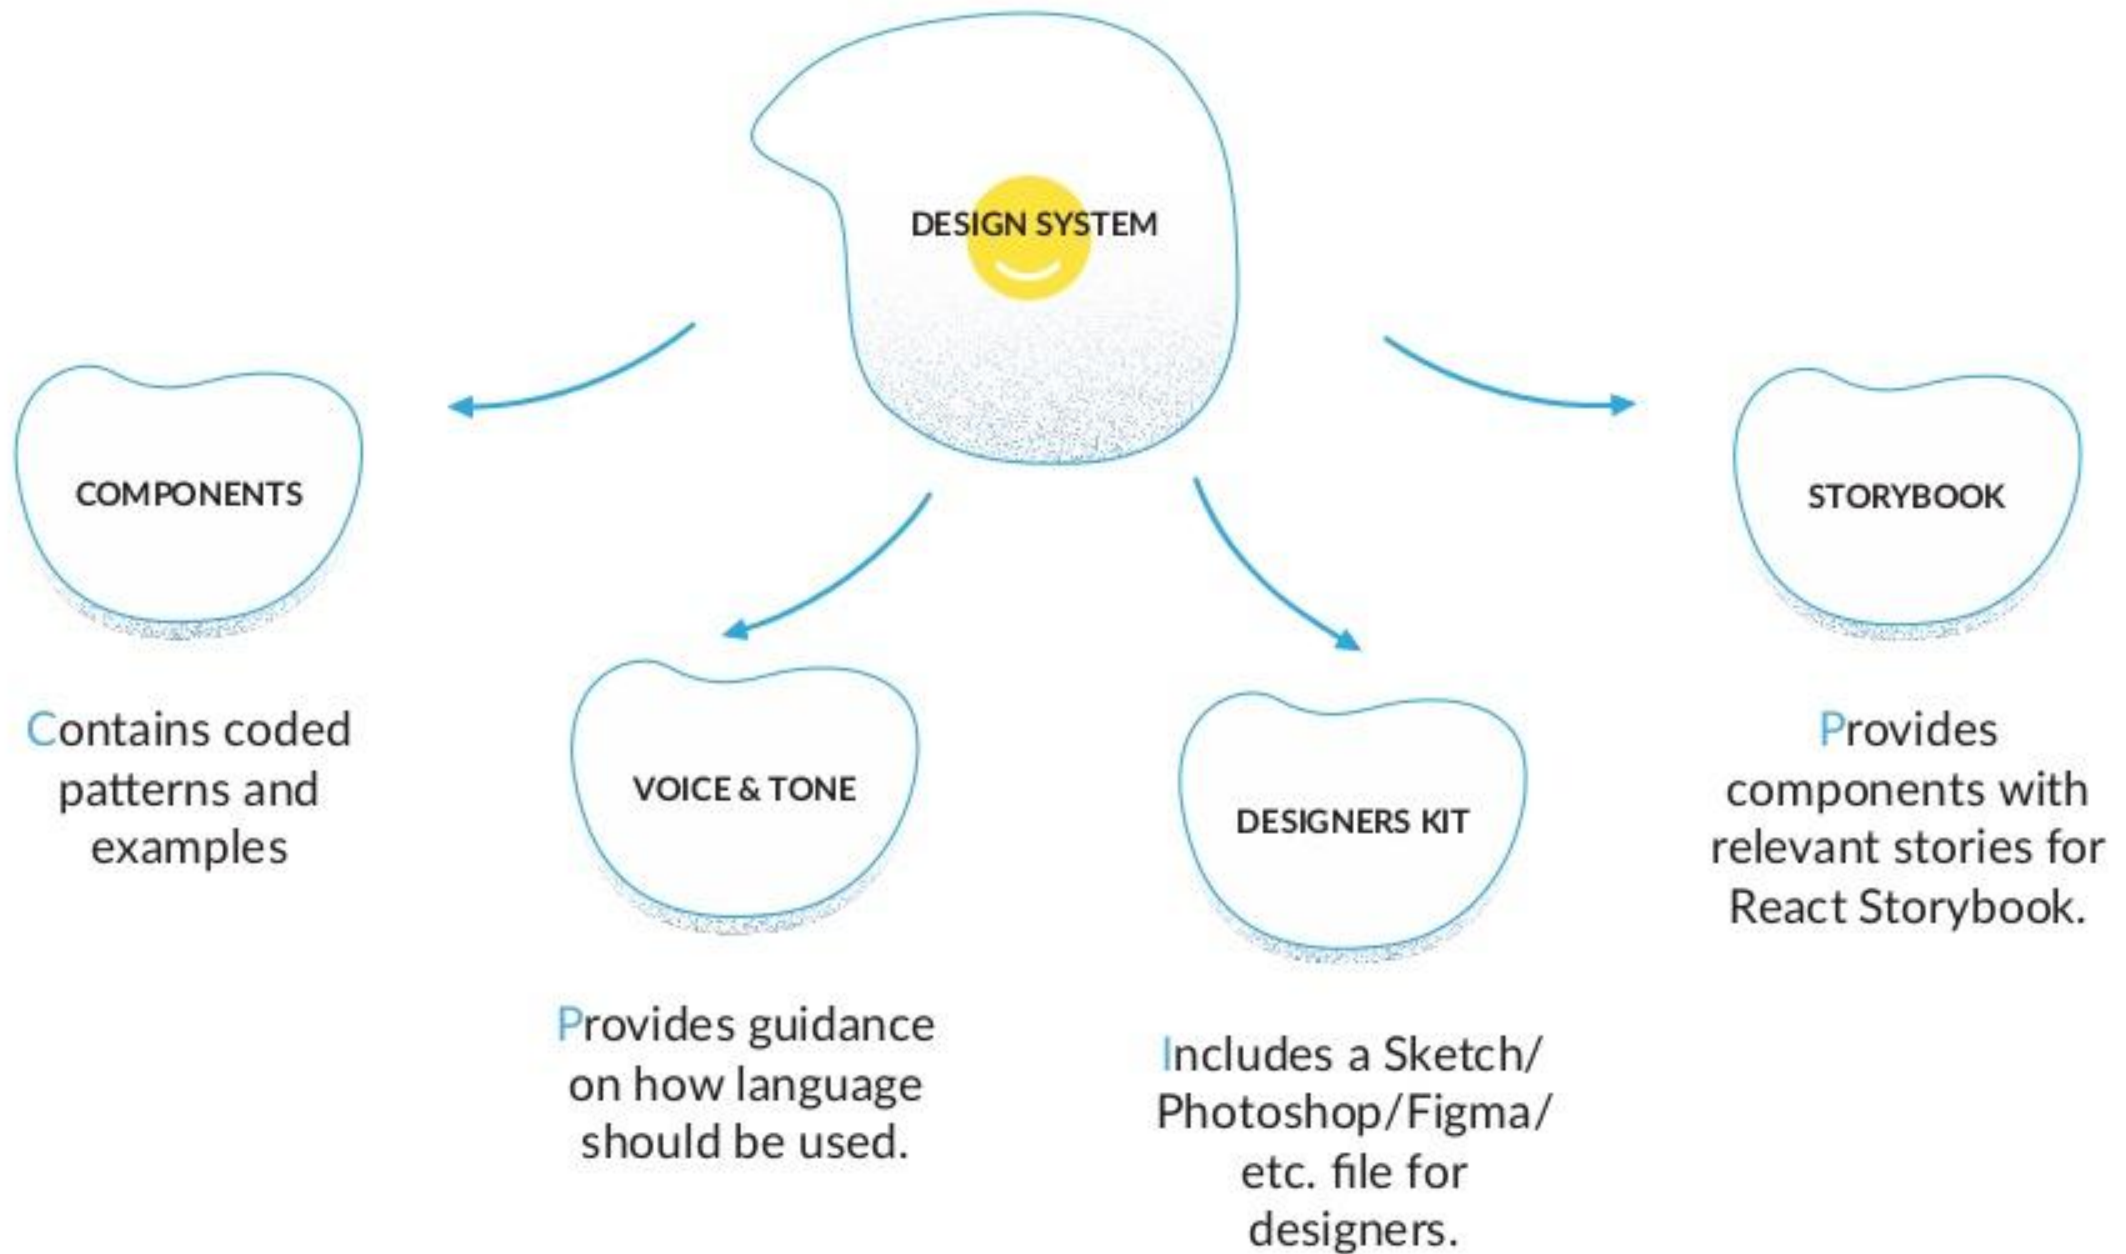 DESIGN SYSTEM
COMPONENTS
Contains coded
patterns and
examples
VOICE & TONE
Provides guidance
on how language
should be used.
DESIGNERS KIT
Includes a Sketch/
Photoshop/Figma/
etc. file for
designers.
STORYBOOK
Provides
components with
relevant stories for
React Storybook.